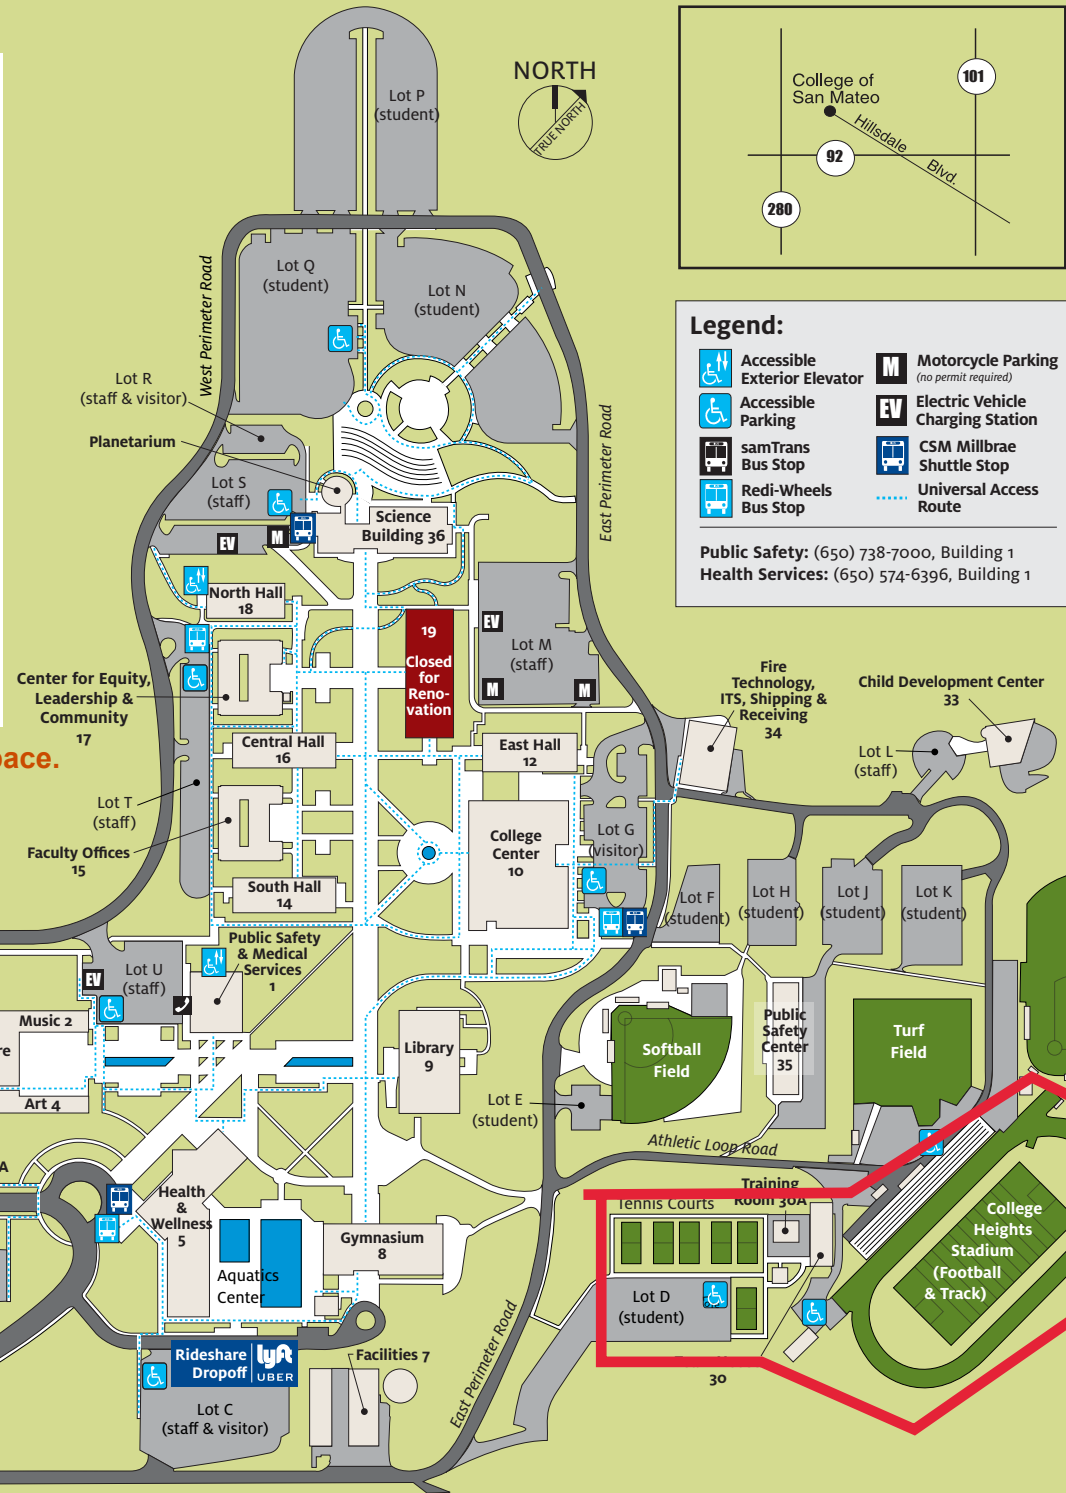 Lot P
(student)
NORTH
TRUE NORTH
College of
San Mateo
101
Hillsdale
Blvd.
92
280
Lot Q
(student)
Lot N
(student)
West Perimeter Road
Lot R
(staff & visitor)
Planetarium
Lot S
(staff)
Science
Building 36
EV
M
East Perimeter Road
Legend:
Accessible
Exterior Elevator
M
Motorcycle Parking
(no permit required)
Accessible
Parking
EV
Electric Vehicle
Charging Station
samTrans
Bus Stop
CSM Millbrae
Shuttle Stop
Redi-Wheels
Bus Stop
Universal Access
Route
Public Safety: (650) 738-7000, Building 1
Health Services: (650) 574-6396, Building 1
North Hall
18
19
Closed
for
Reno-
vation
EV
Lot M
(staff)
M
M
Center for Equity,
Leadership &
Community
17
pace.
Central Hall
16
East Hall
12
Fire
Technology,
ITS, Shipping &
Receiving
34
Child Development Center
33
Lot L
(staff)
Lot T
(staff)
Faculty Offices
15
South Hall
14
College
Center
10
Lot G
(visitor)
Lot F
(student)
Lot H
(student)
Lot J
(student)
Lot K
(student)
Public Safety
& Medical
Services
1
EV
Lot U
(staff)
Music 2
re
Art 4
Library
9
Softball
Field
Public
Safety
Center
35
Turf
Field
Lot E
(student)
Athletic Loop Road
A
Health
&
Wellness
5
Aquatics
Center
Gymnasium
8
Training
Room 30A
Tennis Courts
Lot D
(student)
College
Heights
Stadium
(Football
& Track)
30
East Perimeter Road
Rideshare
Dropoff
lyft
UBER
Facilities 7
Lot C
(staff & visitor)